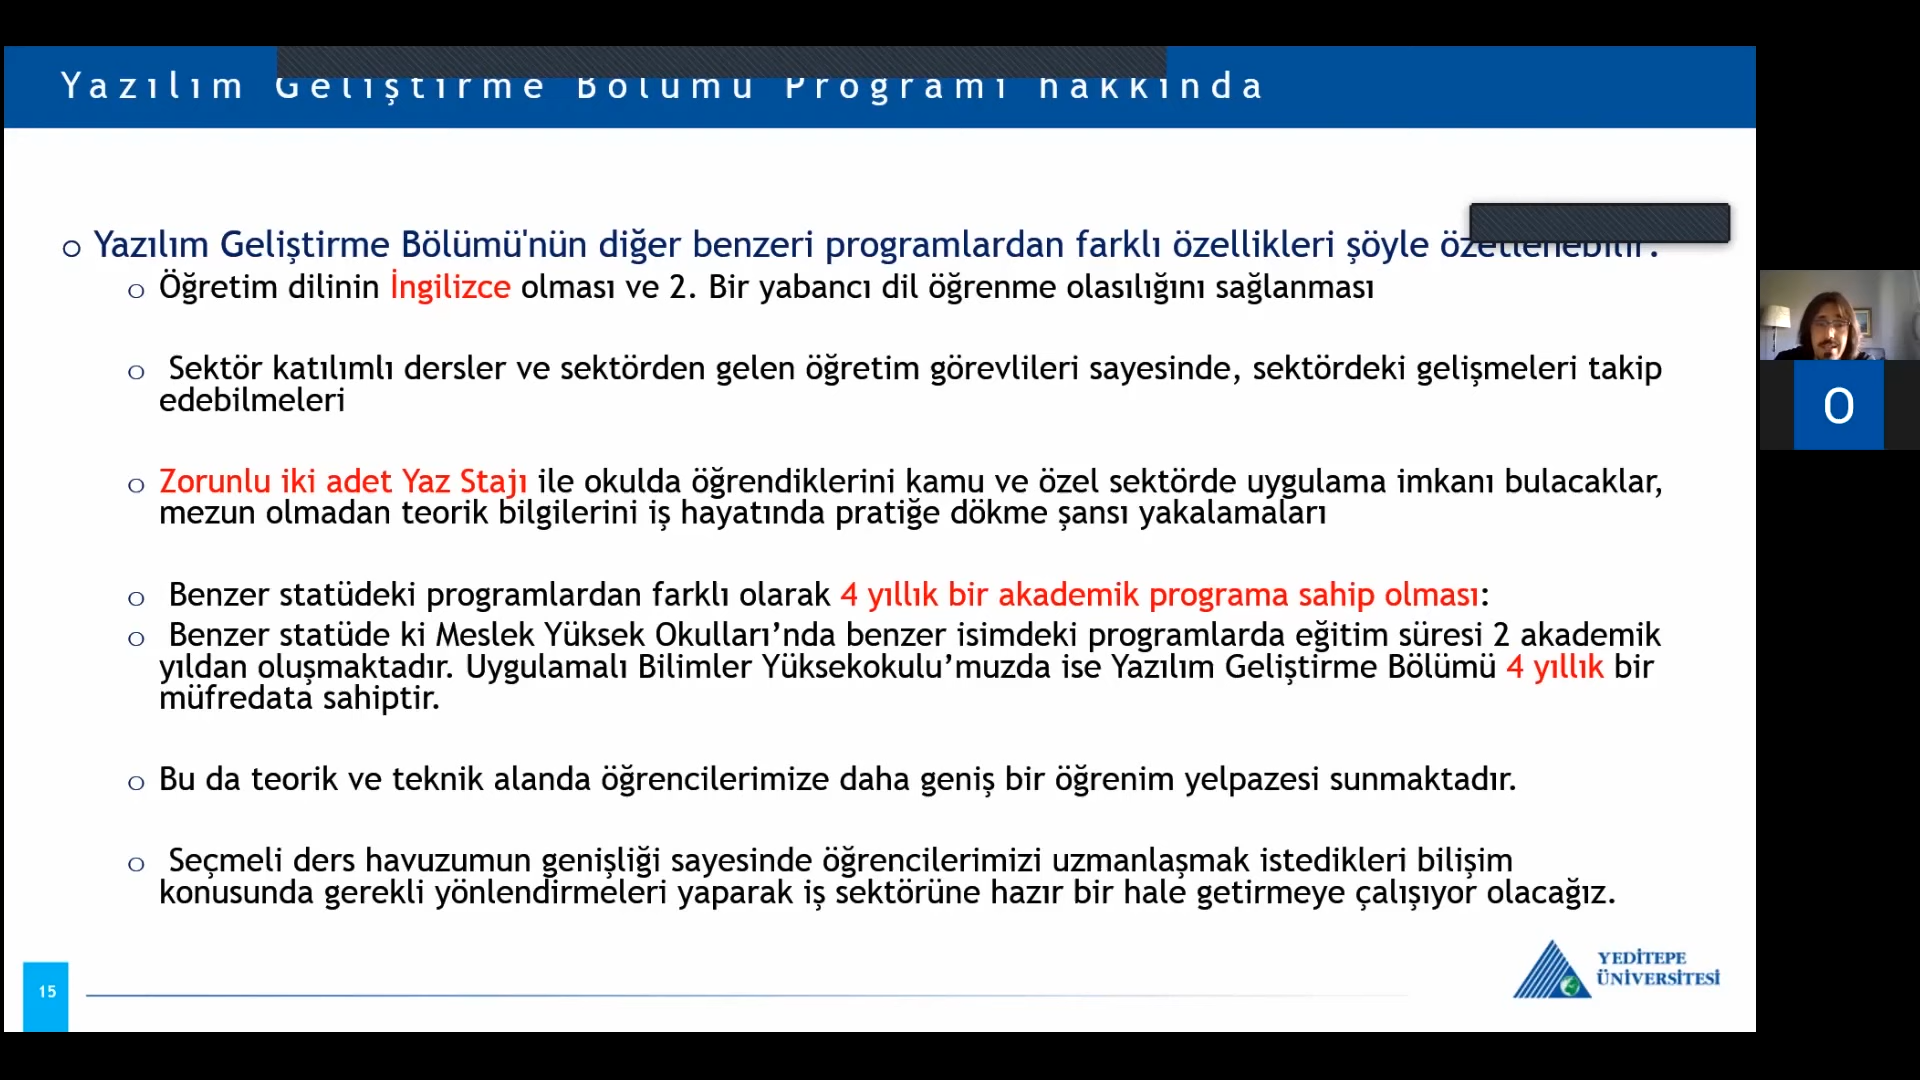 Yazılım Geliştirme Bölümü Programı hakkında
o Yazılım Geliştirme Bölümü'nün diğer benzeri programlardan farklı özellikleri şöyle özetlenebilir:
o Öğretim dilinin İngilizce olması ve 2. Bir yabancı dil öğrenme olasılığını sağlanması
o Sektör katılımlı dersler ve sektörden gelen öğretim görevlileri sayesinde, sektördeki gelişmeleri takip
edebilmeleri
o Zorunlu iki adet Yaz Stajı ile okulda öğrendiklerini kamu ve özel sektörde uygulama imkanı bulacaklar,
mezun olmadan teorik bilgilerini iş hayatında pratiğe dökme şansı yakalamaları
o Benzer statüdeki programlardan farklı olarak 4 yıllık bir akademik programa sahip olması:
o Benzer statüde ki Meslek Yüksek Okulları’nda benzer isimdeki programlarda eğitim süresi 2 akademik
yıldan oluşmaktadır. Uygulamalı Bilimler Yüksekokulu’muzda ise Yazılım Geliştirme Bölümü 4 yıllık bir
müfredata sahiptir.
o Bu da teorik ve teknik alanda öğrencilerimize daha geniş bir öğrenim yelpazesi sunmaktadır.
o Seçmeli ders havuzumun genişliği sayesinde öğrencilerimizi uzmanlaşmak istedikleri bilişim
konusunda gerekli yönlendirmeleri yaparak iş sektörüne hazır bir hale getirmeye çalışıyor olacağız.
15
YEDİTEPE
ÜNİVERSİTESİ
O